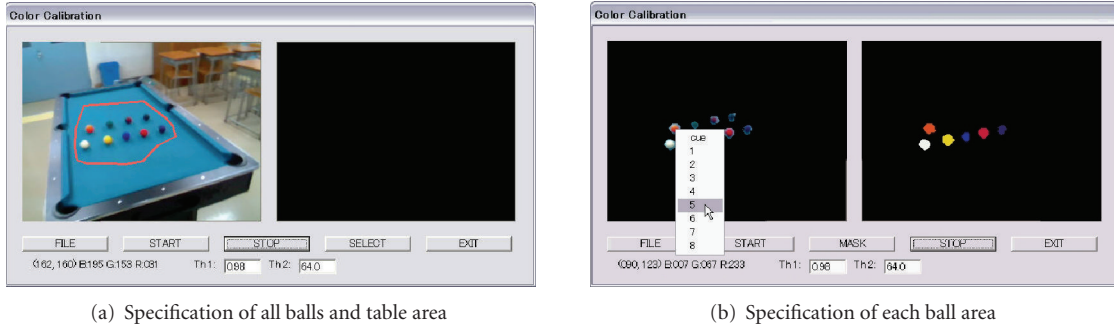 Color Calibration
FILE START STOP SELECT EXIT
(162, 160) B:195 G:153 R:081 Th1: 0.98 Th2: 64.0
(a) Specification of all balls and table area
Color Calibration
cue
1
2
3
4
5
6
7
8
FILE START MASK STOP EXIT
(090, 123) B:007 G:067 R:233 Th1: 0.98 Th2: 64.0
(b) Specification of each ball area